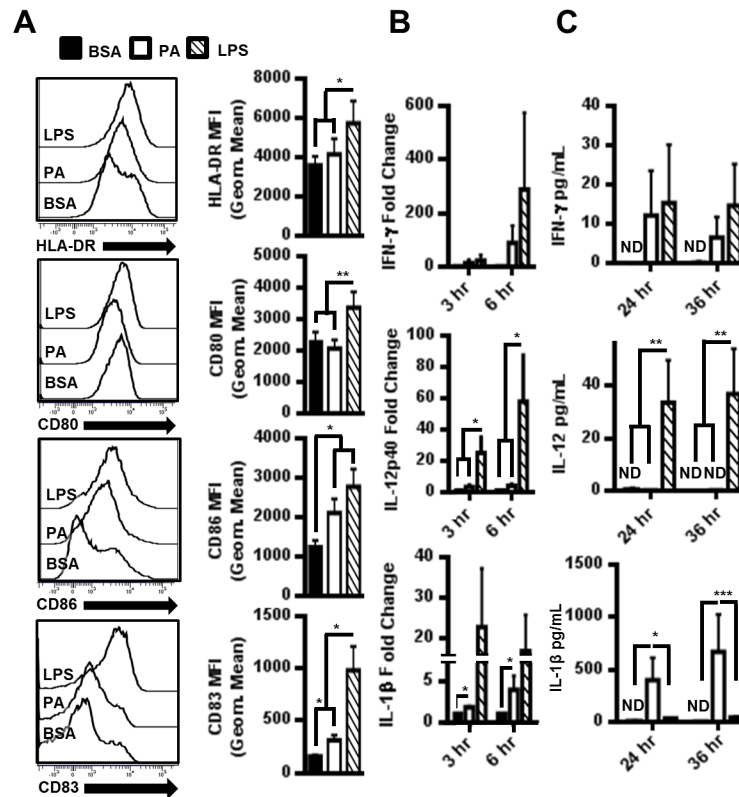 A
B
C
BSA PA LPS
LPS
PA
BSA
HLA-DR
HLA-DR MFI
(Geom. Mean)
8000
6000
4000
2000
0
*
LPS
PA
BSA
CD80
CD80 MFI
(Geom. Mean)
5000
4000
3000
2000
1000
0
**
LPS
PA
BSA
CD86
CD86 MFI
(Geom. Mean)
4000
3000
2000
1000
0
*
LPS
PA
BSA
CD83
CD83 MFI
(Geom. Mean)
1500
1000
500
0
*
*
IFN-γ Fold Change
600
400
200
0
3 hr
6 hr
IL-12p40 Fold Change
100
80
60
40
20
0
*
*
3 hr
6 hr
IL-1β Fold Change
40
30
20
5
0
*
*
3 hr
6 hr
IFN-γ pg/mL
40
30
20
10
0
ND
ND
24 hr
36 hr
IL-12 pg/mL
40
20
0
**
**
ND
ND ND
24 hr
36 hr
IL-1β pg/mL
1500
1000
500
0
*
***
ND
ND
24 hr
36 hr